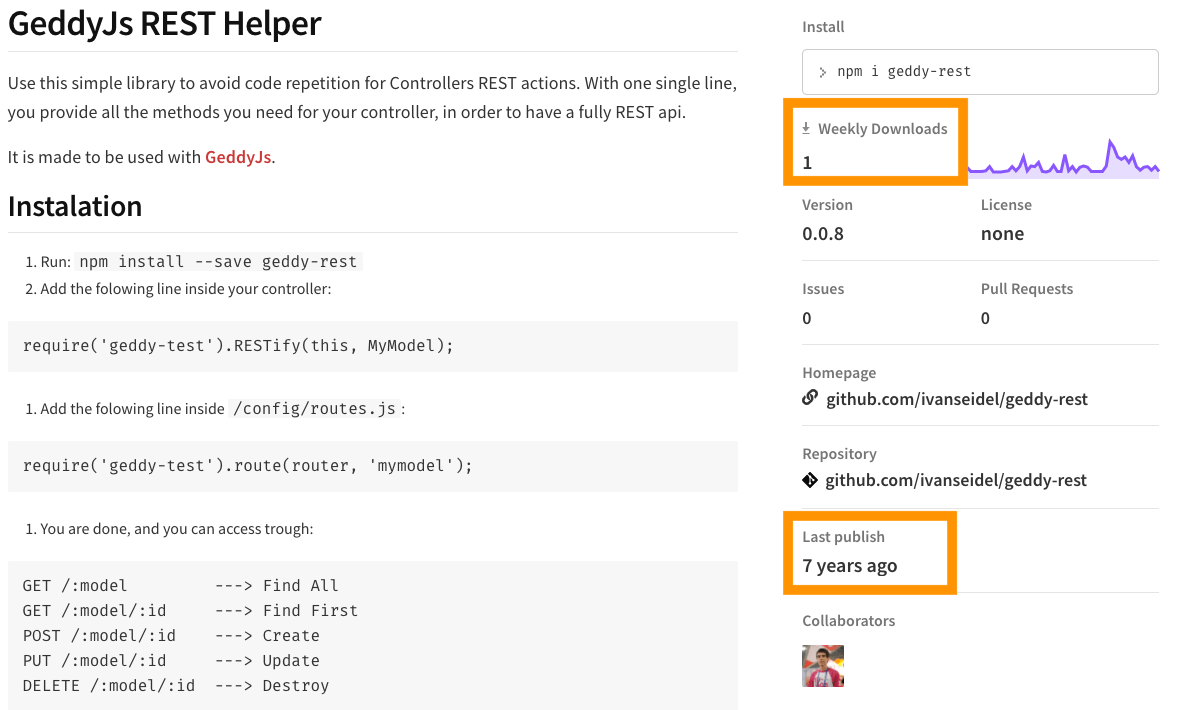 GeddyJs REST Helper
Use this simple library to avoid code repetition for Controllers REST actions. With one single line,
you provide all the methods you need for your controller, in order to have a fully REST api.
It is made to be used with GeddyJs.
Instalation
1. Run: npm install --save geddy-rest
2. Add the folowing line inside your controller:
require('geddy-test').RESTify(this, MyModel);
1. Add the folowing line inside /config/routes.js :
require('geddy-test').route(router, 'mymodel');
1. You are done, and you can access trough:
GET /:model ---> Find All
GET /:model/:id ---> Find First
POST /:model/:id ---> Create
PUT /:model/:id ---> Update
DELETE /:model/:id ---> Destroy
Install
> npm i geddy-rest
Weekly Downloads
1
Version License
0.0.8 none
Issues Pull Requests
0 0
Homepage
github.com/ivanseidel/geddy-rest
Repository
github.com/ivanseidel/geddy-rest
Last publish
7 years ago
Collaborators